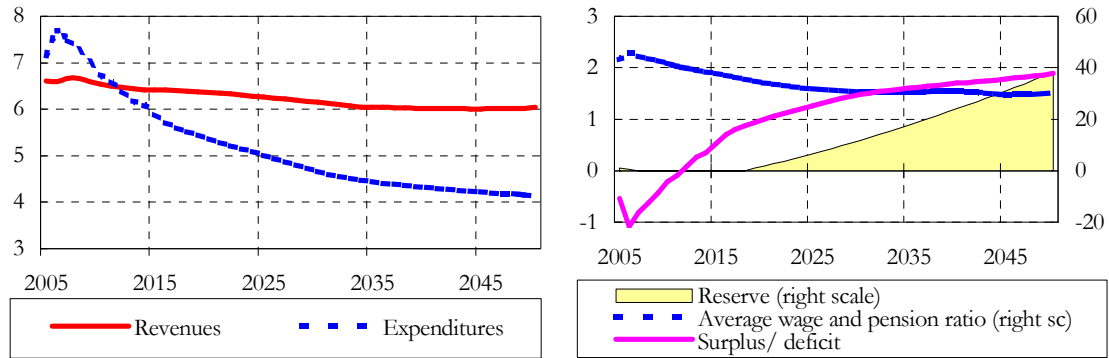 8
7
6
5
4
3
2005 2015 2025 2035 2045
Revenues Expenditures
3
2
1
0
-1
60
40
20
0
-20
2005 2015 2025 2035 2045
Reserve (right scale)
Average wage and pension ratio (right sc)
Surplus/ deficit